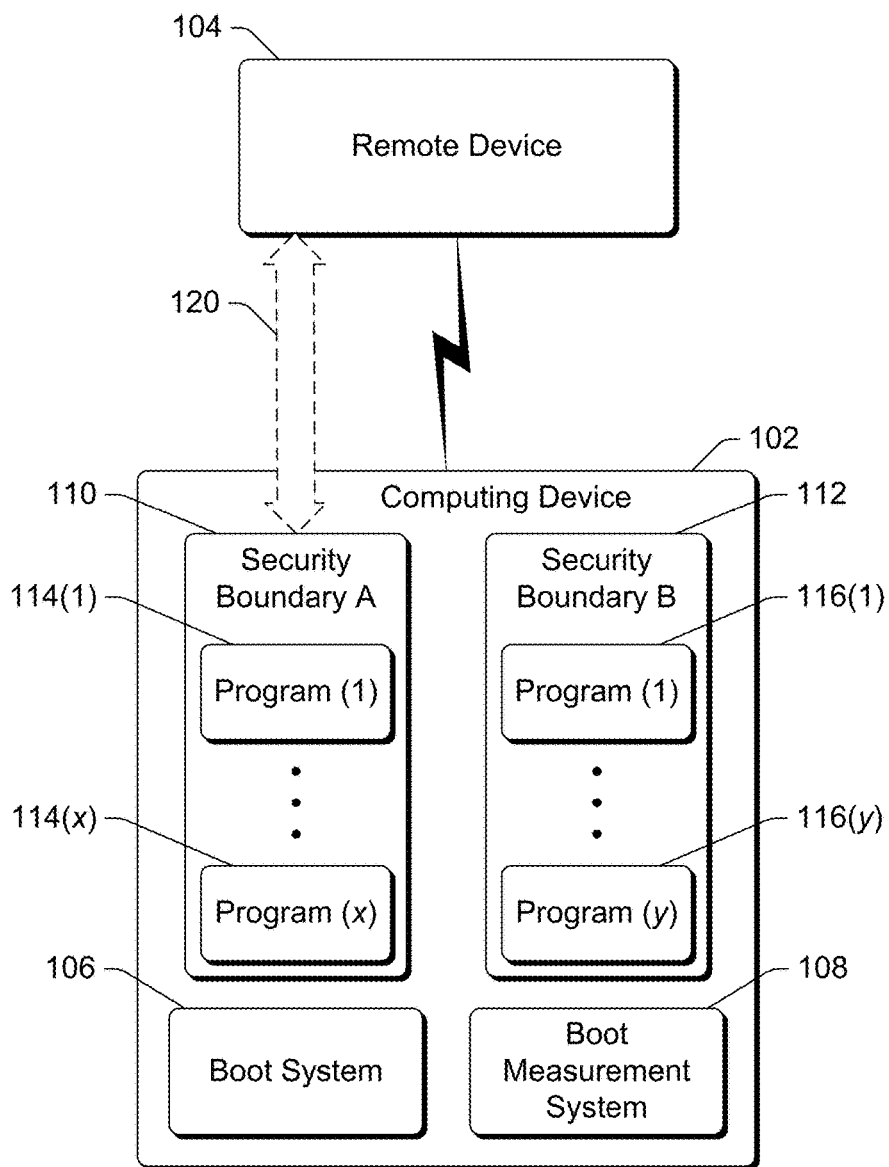 104
Remote Device
120
102
Computing Device
110
112
Security
Boundary A
Security
Boundary B
114(1)
116(1)
Program (1)
Program (1)
114(x)
116(y)
Program (x)
Program (y)
106
108
Boot System
Boot
Measurement
System